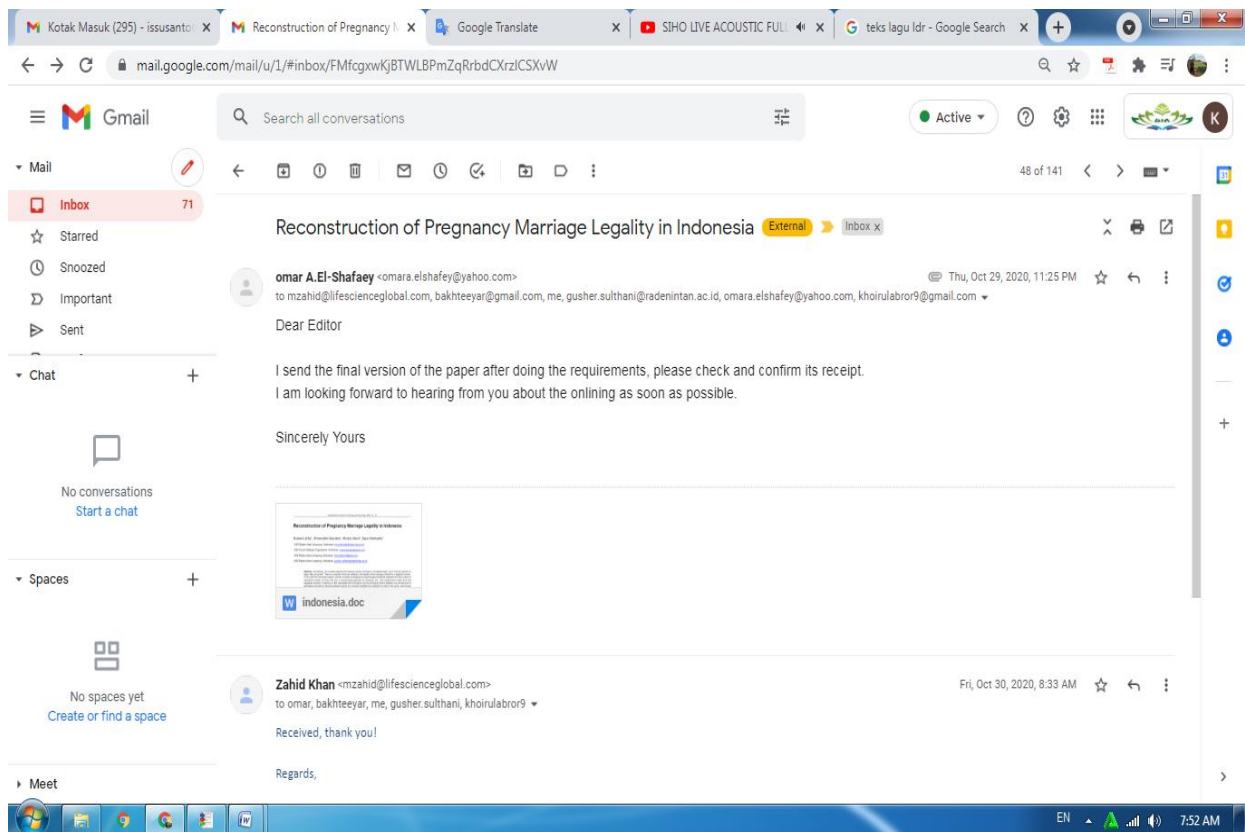 Kotak Masuk (295) - issusanto
Reconstruction of Pregnancy M
Google Translate
SIHO LIVE ACOUSTIC FULL
teks lagu ldr - Google Search
mail.google.com/mail/u/1/#inbox/FMfcgxwKjBTWLBPmZqRrbdCXrzlCSXvW
Gmail
Search all conversations
Active
K
Mail
48 of 141
Inbox 71
Starred
Snoozed
Important
Sent
Chat
No conversations
Start a chat
Spaces
No spaces yet
Create or find a space
Meet
Reconstruction of Pregnancy Marriage Legality in Indonesia External Inbox x
omar A.El-Shafaey <omara.elshafey@yahoo.com> Thu, Oct 29, 2020, 11:25 PM
to mzahid@lifescienceglobal.com, bakhteeyar@gmail.com, me, gusher.sulthani@radenintan.ac.id, omara.elshafey@yahoo.com, khoirulabror9@gmail.com
Dear Editor
I send the final version of the paper after doing the requirements, please check and confirm its receipt.
I am looking forward to hearing from you about the onlining as soon as possible.
Sincerely Yours
Reconstruction of Pregnancy Marriage Legality in Indonesia
W indonesia.doc
Zahid Khan <mzahid@lifescienceglobal.com> Fri, Oct 30, 2020, 8:33 AM
to omar, bakhteeyar, me, gusher.sulthani, khoirulabror9
Received, thank you!
Regards,
EN 7:52 AM